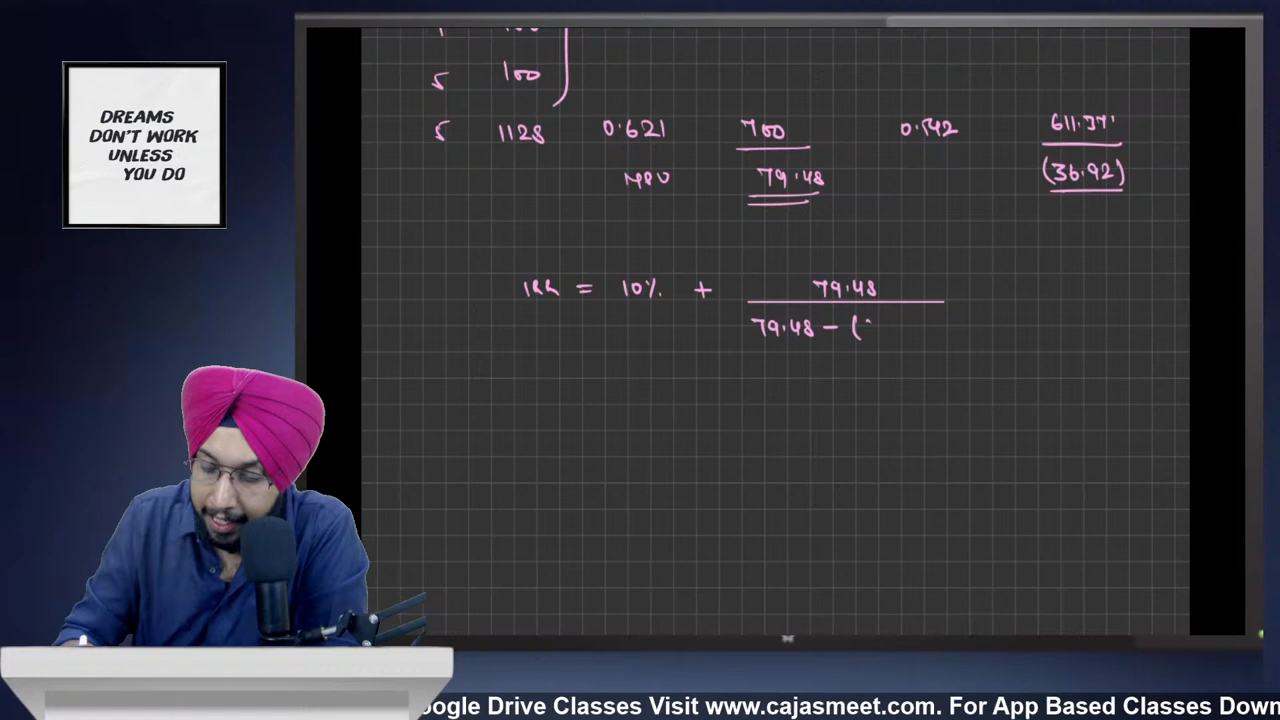 DREAMS
DON'T WORK
UNLESS
YOU DO
5 100
5 1128 0.621 700 0.542
NPV 79.48 (36.92)
IRR = 10% + 79.48
79.48 - (
oogle Drive Classes Visit www.cajasmeet.com. For App Based Classes Down